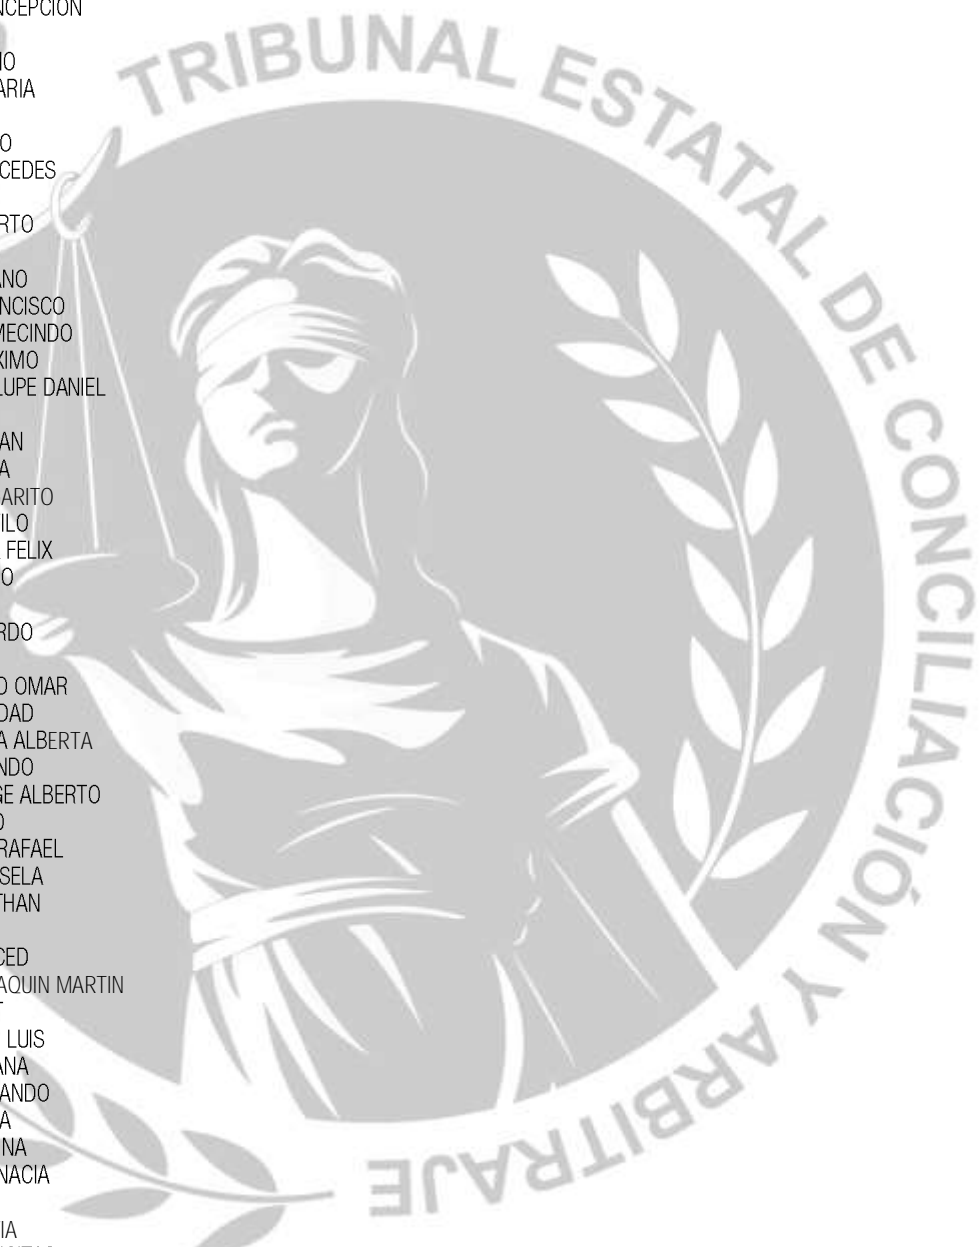 NCEPCION
TRIBUNAL ESTATAL DE CONCILIACIÓN Y ARBITRAJE
IO
ARIA
O
CEDES
RTO
ANO
NCISCO
MECINDO
XIMO
LUPE DANIEL
AN
A
ARITO
ILO
FELIX
O
RDO
O OMAR
DAD
A ALBERTA
NDO
GE ALBERTO
O
RAFAEL
SELA
THAN
CED
AQUIN MARTIN
LUIS
ANA
ANDO
A
NA
NACIA
IA